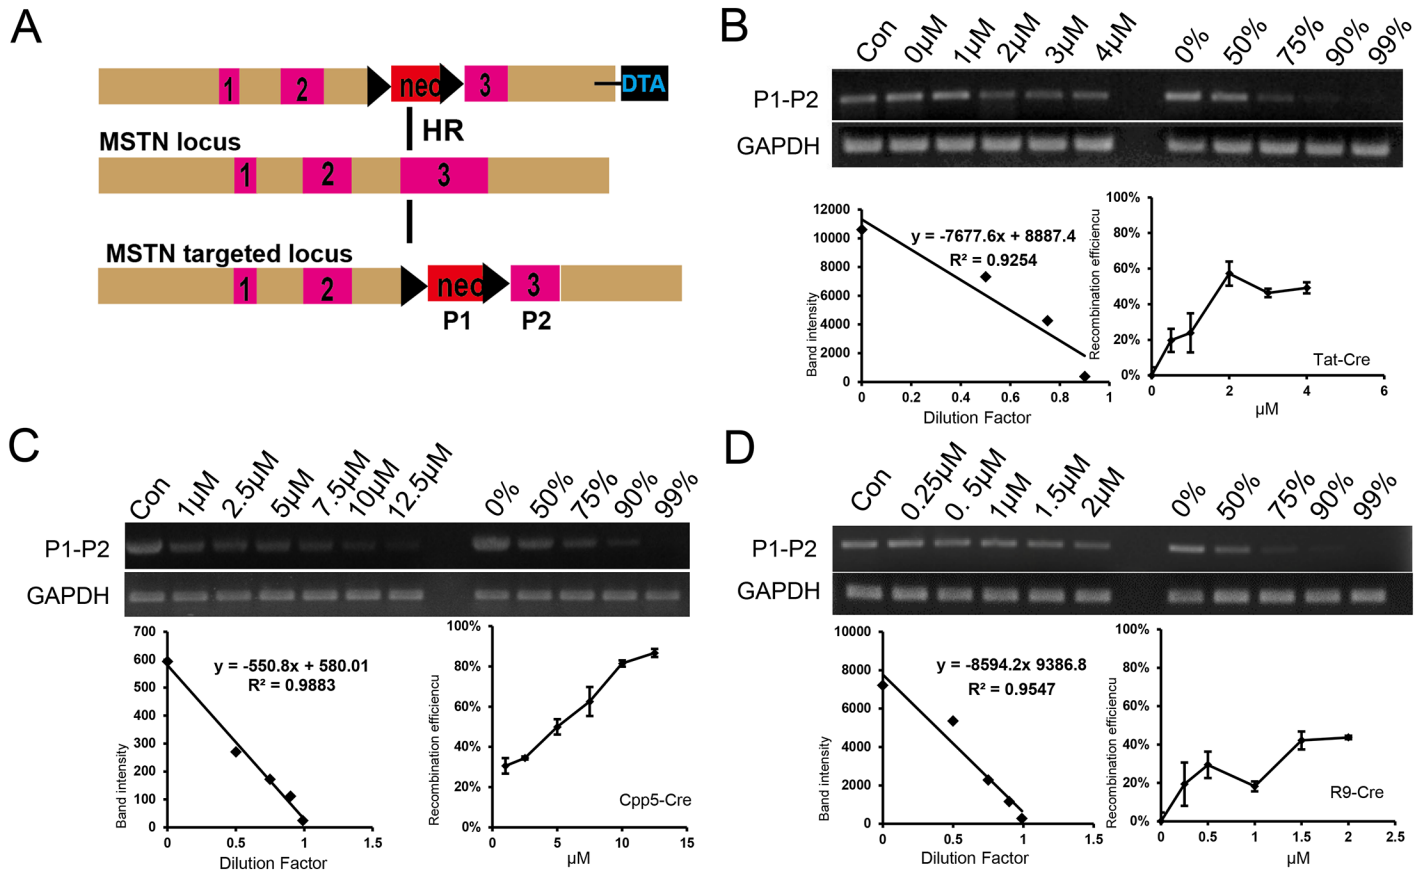 A
1 2 neo 3 DTA
HR
MSTN locus
1 2 3
MSTN targeted locus
1 2 neo 3
P1 P2
B
Con 0µM 1µM 2µM 3µM 4µM 0% 50% 75% 90% 99%
P1-P2
GAPDH
12000
10000
8000
6000
4000
2000
0
Band intensity
y = -7677.6x + 8887.4
R² = 0.9254
0 0.2 0.4 0.6 0.8 1
Dilution Factor
100%
80%
60%
40%
20%
0%
Recombination efficiencu
Tat-Cre
0 2 4 6
µM
C
Con 1µM 2.5µM 5µM 7.5µM 10µM 12.5µM 0% 50% 75% 90% 99%
P1-P2
GAPDH
700
600
500
400
300
200
100
0
Band intensity
y = -550.8x + 580.01
R² = 0.9883
0 0.5 1 1.5
Dilution Factor
100%
80%
60%
40%
20%
0%
Recombination efficiencu
Cpp5-Cre
0 5 10 15
µM
D
Con 0.25µM 0. 5µM 1µM 1.5µM 2µM 0% 50% 75% 90% 99%
P1-P2
GAPDH
10000
8000
6000
4000
2000
0
Band intensity
y = -8594.2x 9386.8
R² = 0.9547
0 0.5 1 1.5
Dilution Factor
100%
80%
60%
40%
20%
0%
Recombination efficiencu
R9-Cre
0 0.5 1 1.5 2 2.5
µM